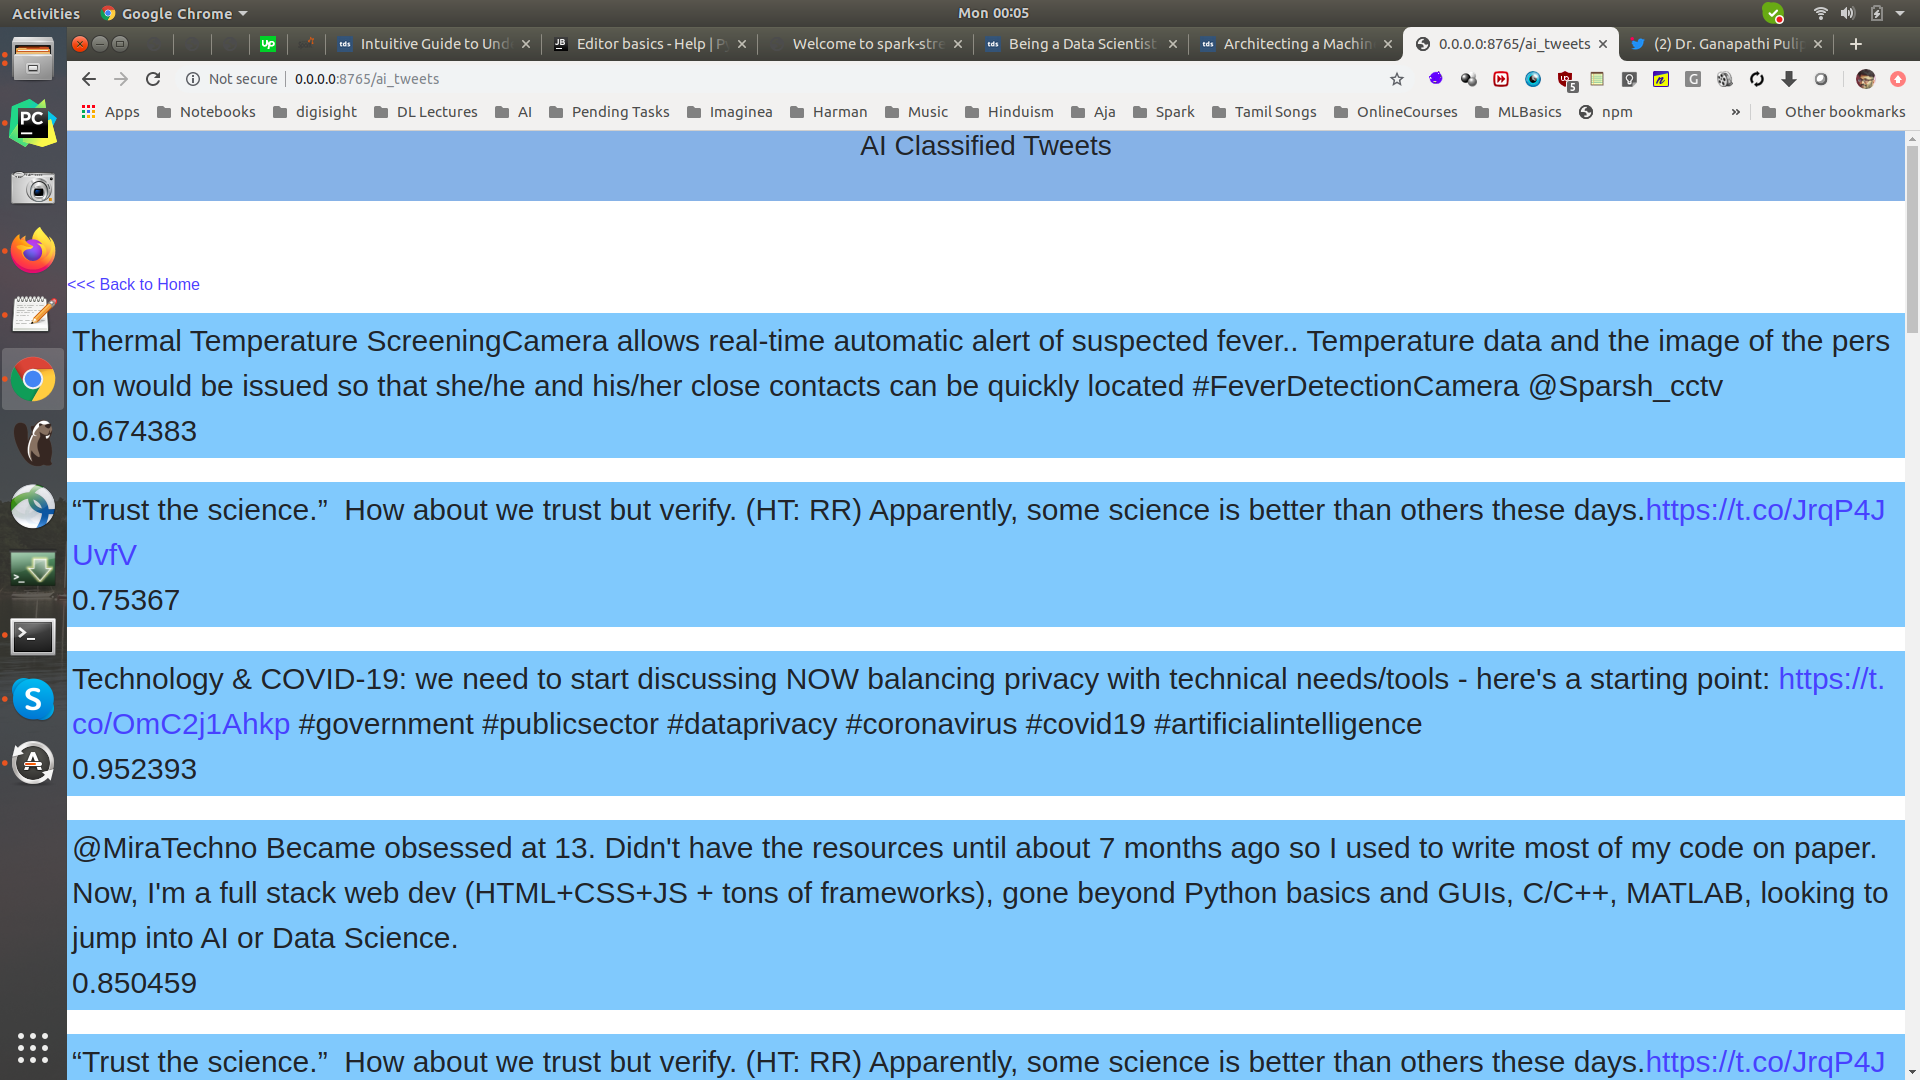 Activities Google Chrome Mon 00:05
Up tds Intuitive Guide to Und JB Editor basics - Help | P Welcome to spark-stre tds Being a Data Scientist tds Architecting a Machin 0.0.0.0:8765/ai_tweets (2) Dr. Ganapathi Puli
Not secure 0.0.0.0:8765/ai_tweets 5 G
Apps Notebooks digisight DL Lectures AI Pending Tasks Imaginea Harman Music Hinduism Aja Spark Tamil Songs OnlineCourses MLBasics npm » Other bookmarks
PC
AI Classified Tweets
<<< Back to Home
Thermal Temperature ScreeningCamera allows real-time automatic alert of suspected fever.. Temperature data and the image of the pers
on would be issued so that she/he and his/her close contacts can be quickly located #FeverDetectionCamera @Sparsh_cctv
0.674383
“Trust the science.” How about we trust but verify. (HT: RR) Apparently, some science is better than others these days.https://t.co/JrqP4J
UvfV
0.75367
Technology & COVID-19: we need to start discussing NOW balancing privacy with technical needs/tools - here's a starting point: https://t.
co/OmC2j1Ahkp #government #publicsector #dataprivacy #coronavirus #covid19 #artificialintelligence
0.952393
@MiraTechno Became obsessed at 13. Didn't have the resources until about 7 months ago so I used to write most of my code on paper.
Now, I'm a full stack web dev (HTML+CSS+JS + tons of frameworks), gone beyond Python basics and GUIs, C/C++, MATLAB, looking to
jump into AI or Data Science.
0.850459
“Trust the science.” How about we trust but verify. (HT: RR) Apparently, some science is better than others these days.https://t.co/JrqP4J